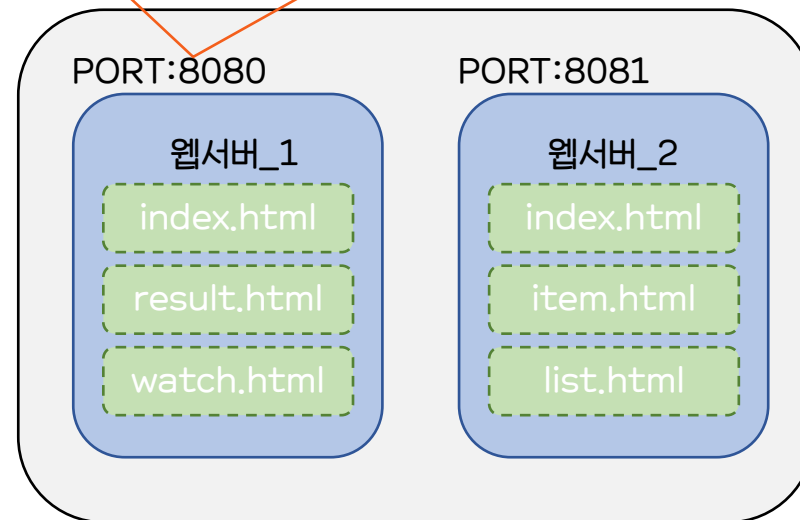 PORT:8080
웹서버_1
index.html
result.html
watch.html
PORT:8081
웹서버_2
index.html
item.html
list.html